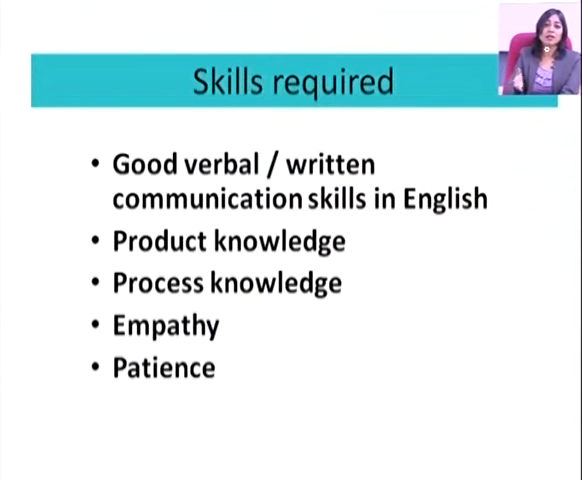 Skills required
• Good verbal / written
communication skills in English
• Product knowledge
• Process knowledge
• Empathy
• Patience